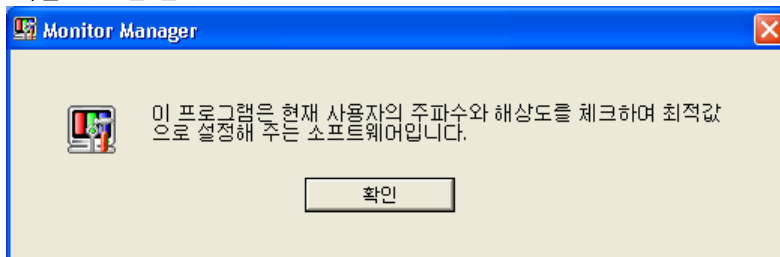 Monitor Manager
이 프로그램은 현재 사용자의 주파수와 해상도를 체크하여 최적값
으로 설정해 주는 소프트웨어입니다.
확인